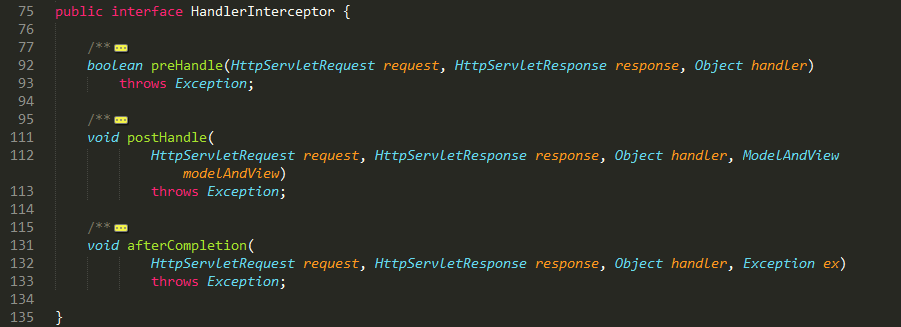 75 public interface HandlerInterceptor {
76
77 /**
92 boolean preHandle(HttpServletRequest request, HttpServletResponse response, Object handler)
93 throws Exception;
94
95 /**
111 void postHandle(
112 HttpServletRequest request, HttpServletResponse response, Object handler, ModelAndView
modelAndView)
113 throws Exception;
114
115 /**
131 void afterCompletion(
132 HttpServletRequest request, HttpServletResponse response, Object handler, Exception ex)
133 throws Exception;
134
135 }